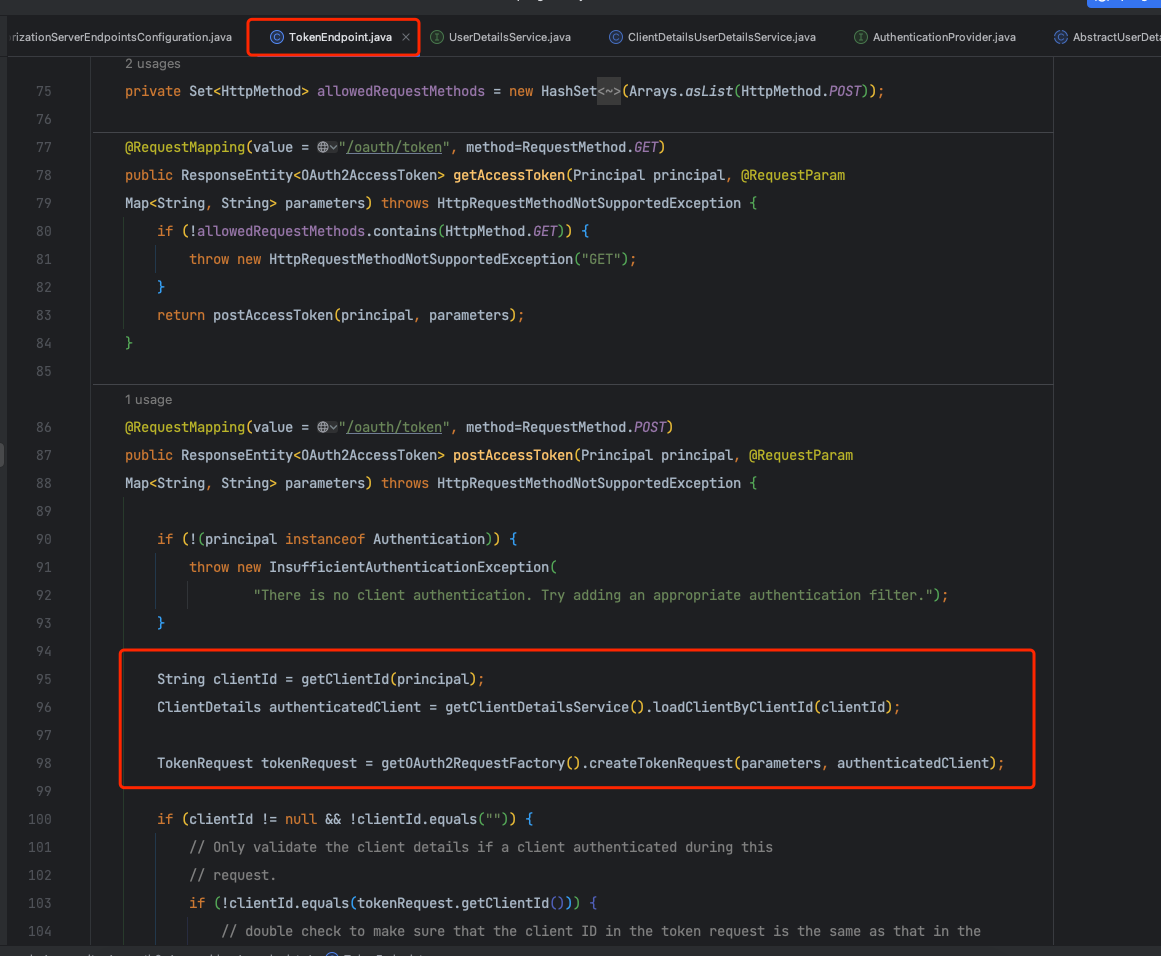 rizationServerEndpointsConfiguration.java TokenEndpoint.java UserDetailsService.java ClientDetailsUserDetailsService.java AuthenticationProvider.java AbstractUserDeta
2 usages
75 private Set<HttpMethod> allowedRequestMethods = new HashSet<~>(Arrays.asList(HttpMethod.POST));
76
77 @RequestMapping(value = "/oauth/token", method=RequestMethod.GET)
78 public ResponseEntity<OAuth2AccessToken> getAccessToken(Principal principal, @RequestParam
79 Map<String, String> parameters) throws HttpRequestMethodNotSupportedException {
80 if (!allowedRequestMethods.contains(HttpMethod.GET)) {
81 throw new HttpRequestMethodNotSupportedException("GET");
82 }
83 return postAccessToken(principal, parameters);
84 }
85
1 usage
86 @RequestMapping(value = "/oauth/token", method=RequestMethod.POST)
87 public ResponseEntity<OAuth2AccessToken> postAccessToken(Principal principal, @RequestParam
88 Map<String, String> parameters) throws HttpRequestMethodNotSupportedException {
89
90 if (!(principal instanceof Authentication)) {
91 throw new InsufficientAuthenticationException(
92 "There is no client authentication. Try adding an appropriate authentication filter.");
93 }
94
95 String clientId = getClientId(principal);
96 ClientDetails authenticatedClient = getClientDetailsService().loadClientByClientId(clientId);
97
98 TokenRequest tokenRequest = getOAuth2RequestFactory().createTokenRequest(parameters, authenticatedClient);
99
100 if (clientId != null && !clientId.equals("")) {
101 // Only validate the client details if a client authenticated during this
102 // request.
103 if (!clientId.equals(tokenRequest.getClientId())) {
104 // double check to make sure that the client ID in the token request is the same as that in the